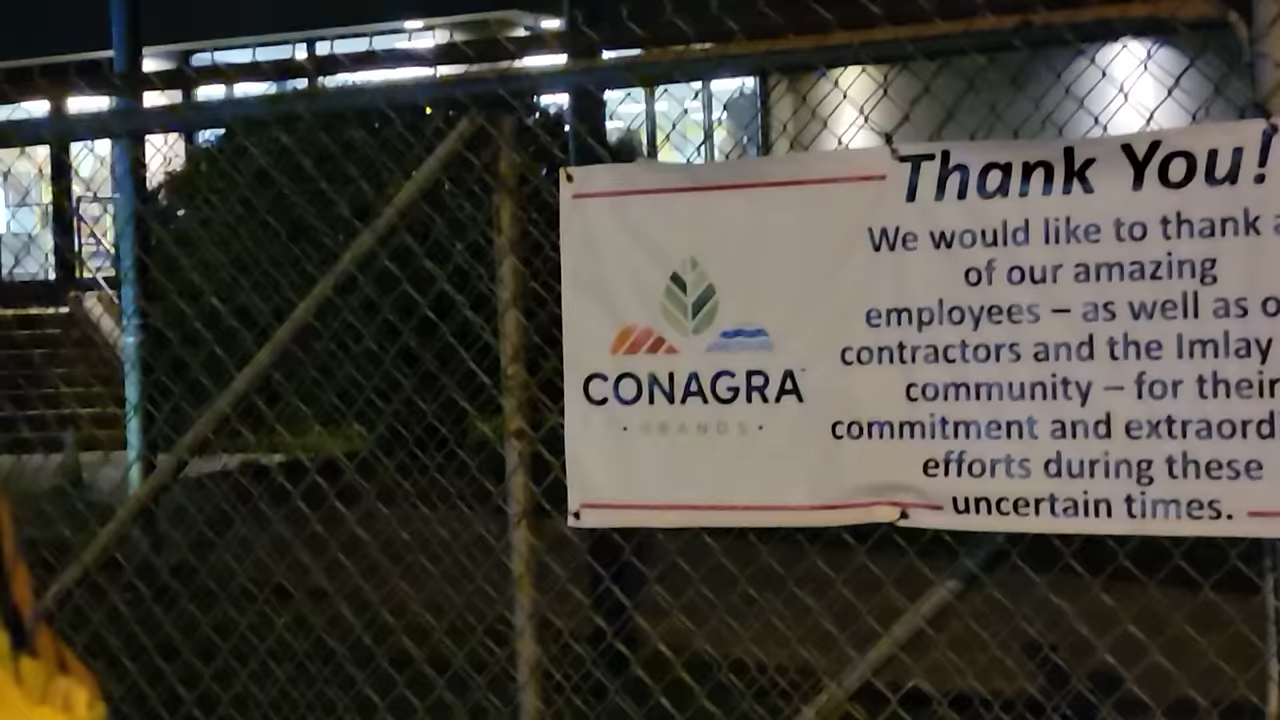 Thank You!
We would like to thank
of our amazing
employees – as well as
contractors and the Imlay
community – for their
commitment and
efforts during these
uncertain times.
CONAGRA
BRANDS